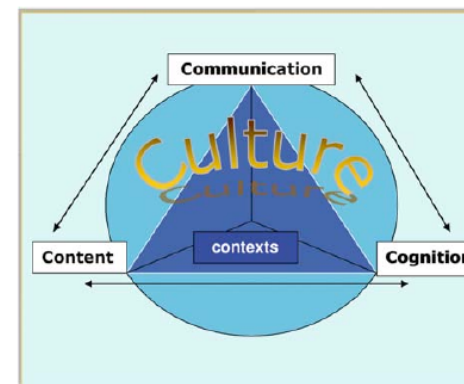 Communication
Culture
contexts
Content
Cognition